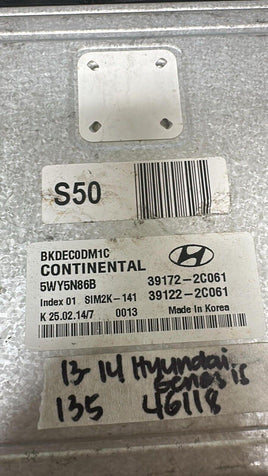 S50
BKDEC0DM1C
CONTINENTAL
5WY5N86B
39172-2C061
Index 01 SIM2K-141 39122-2C061
K 25.02.14/7 0013 Made in Korea
13-14 Hyundai
Genesis
135 46118